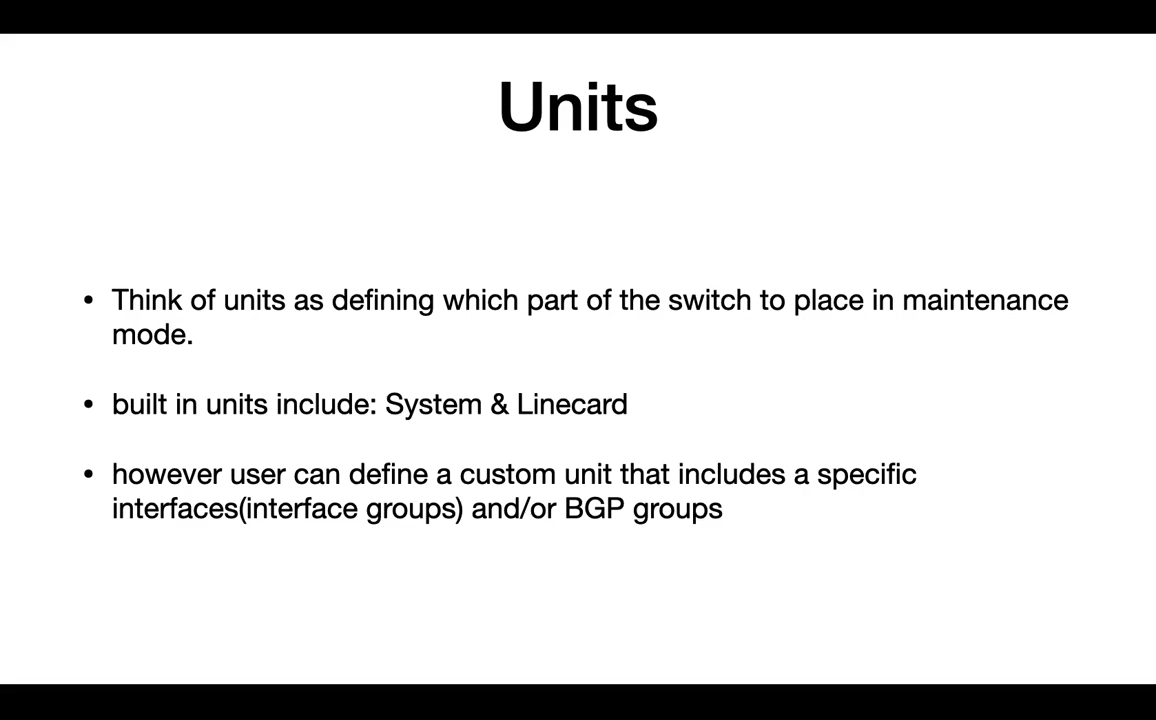 Units
• Think of units as defining which part of the switch to place in maintenance
mode.
• built in units include: System & Linecard
• however user can define a custom unit that includes a specific
interfaces(interface groups) and/or BGP groups